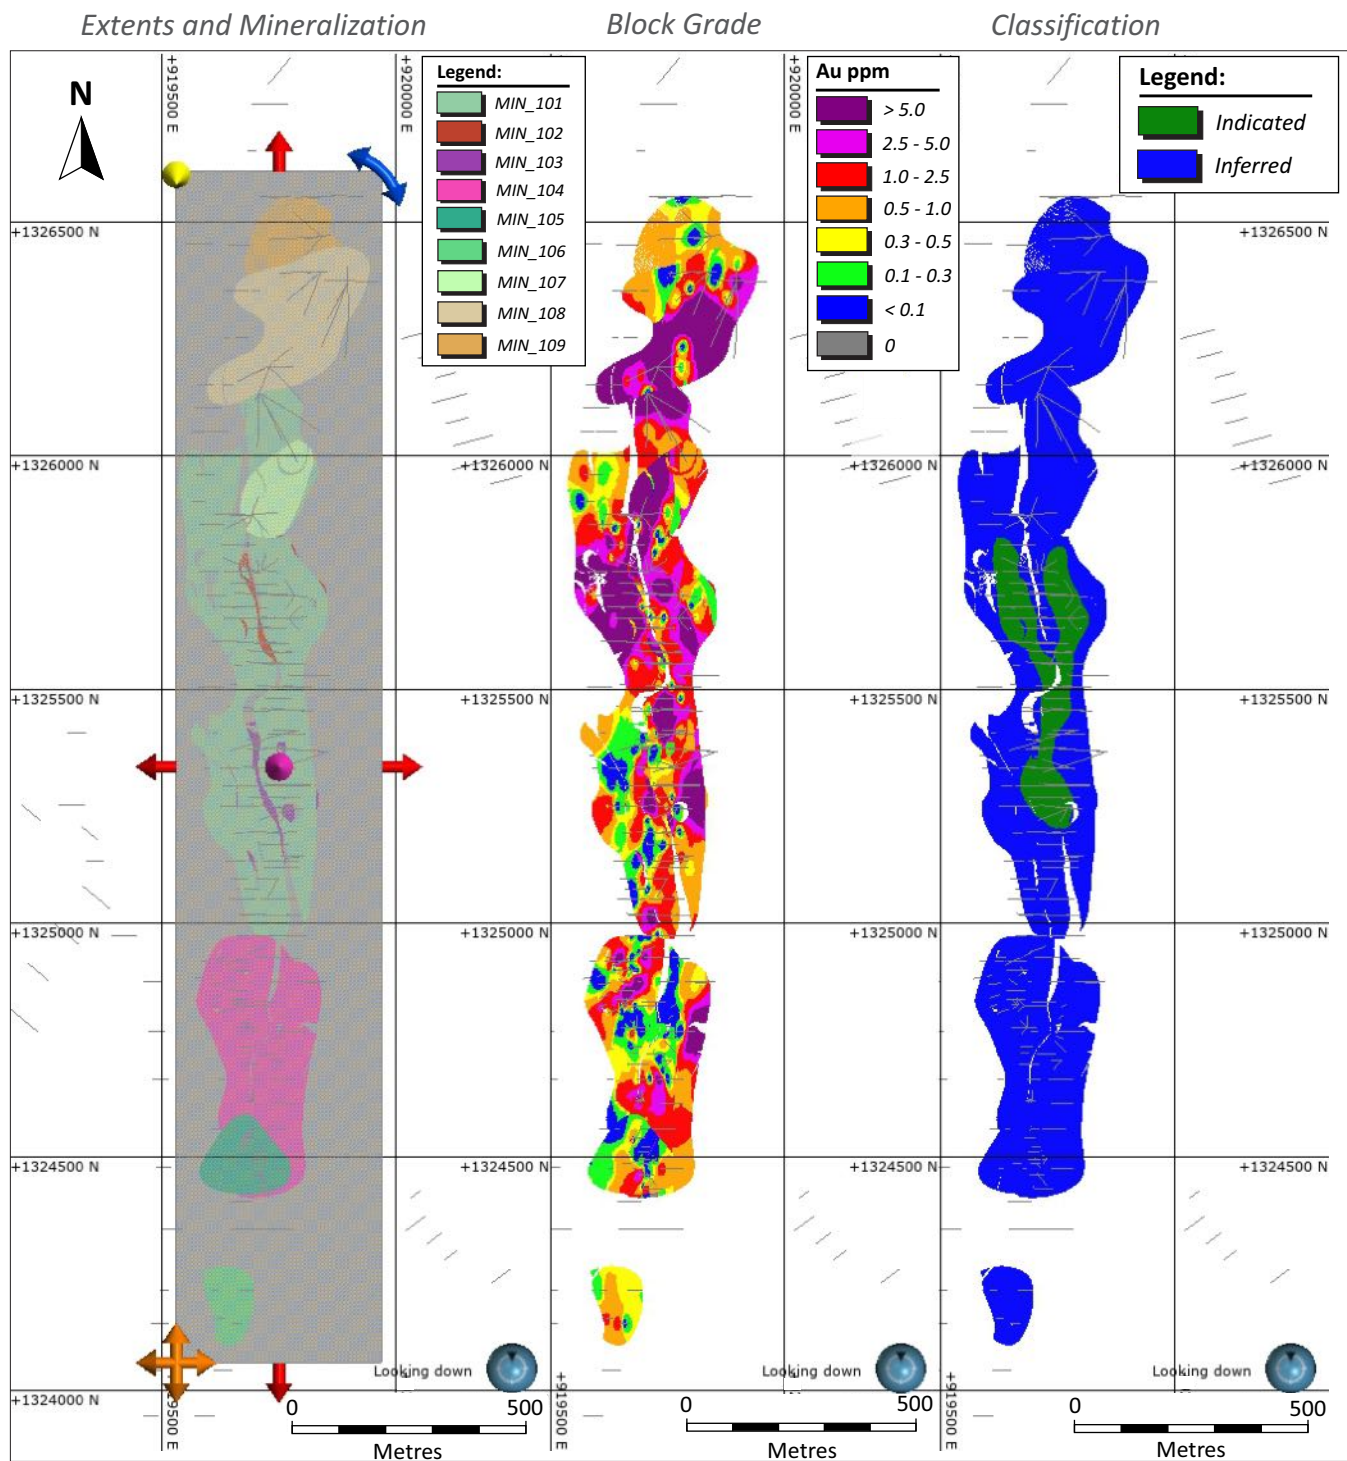 Extents and Mineralization
Block Grade
Classification
N
+919500 E
+920000 E
Legend:
MIN_101
MIN_102
MIN_103
MIN_104
MIN_105
MIN_106
MIN_107
MIN_108
MIN_109
+1326500 N
+1326000 N
+1325500 N
+1325000 N
+1324500 N
+1324000 N
+919500 E
Looking down
0
500
Metres
+920000 E
Au ppm
> 5.0
2.5 - 5.0
1.0 - 2.5
0.5 - 1.0
0.3 - 0.5
0.1 - 0.3
< 0.1
0
+1326000 N
+1325500 N
+1325000 N
+1324500 N
+919500 E
Looking down
0
500
Metres
Legend:
Indicated
Inferred
+1326500 N
+1326000 N
+1325500 N
+1325000 N
+1324500 N
+919500 E
Looking down
0
500
Metres